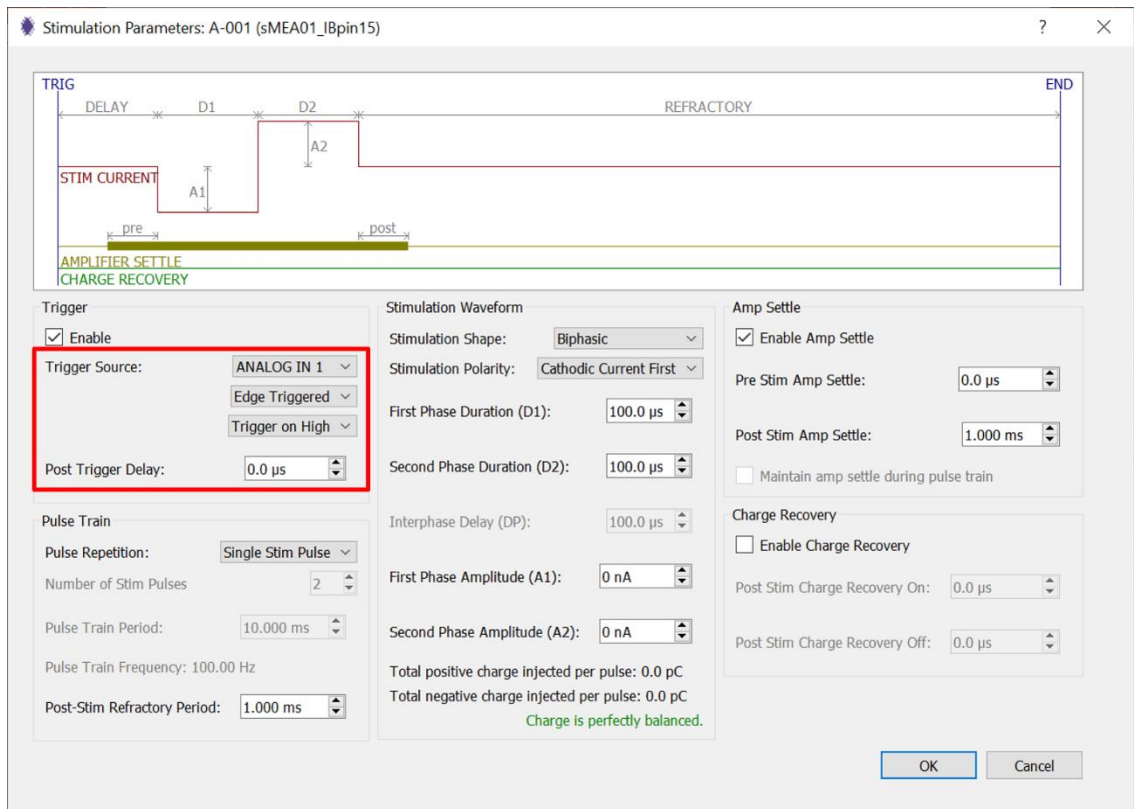 Stimulation Parameters: A-001 (sMEA01_IBpin15)
?
TRIG
END
DELAY
D1
D2
REFRACTORY
A2
STIM CURRENT
A1
pre
post
AMPLIFIER SETTLE
CHARGE RECOVERY
Trigger
Enable
Trigger Source: ANALOG IN 1
Edge Triggered
Trigger on High
Post Trigger Delay: 0.0 µs
Pulse Train
Pulse Repetition: Single Stim Pulse
Number of Stim Pulses 2
Pulse Train Period: 10.000 ms
Pulse Train Frequency: 100.00 Hz
Post-Stim Refractory Period: 1.000 ms
Stimulation Waveform
Stimulation Shape: Biphasic
Stimulation Polarity: Cathodic Current First
First Phase Duration (D1): 100.0 µs
Second Phase Duration (D2): 100.0 µs
Interphase Delay (DP): 100.0 µs
First Phase Amplitude (A1): 0 nA
Second Phase Amplitude (A2): 0 nA
Total positive charge injected per pulse: 0.0 pC
Total negative charge injected per pulse: 0.0 pC
Charge is perfectly balanced.
Amp Settle
Enable Amp Settle
Pre Stim Amp Settle: 0.0 µs
Post Stim Amp Settle: 1.000 ms
Maintain amp settle during pulse train
Charge Recovery
Enable Charge Recovery
Post Stim Charge Recovery On: 0.0 µs
Post Stim Charge Recovery Off: 0.0 µs
OK
Cancel